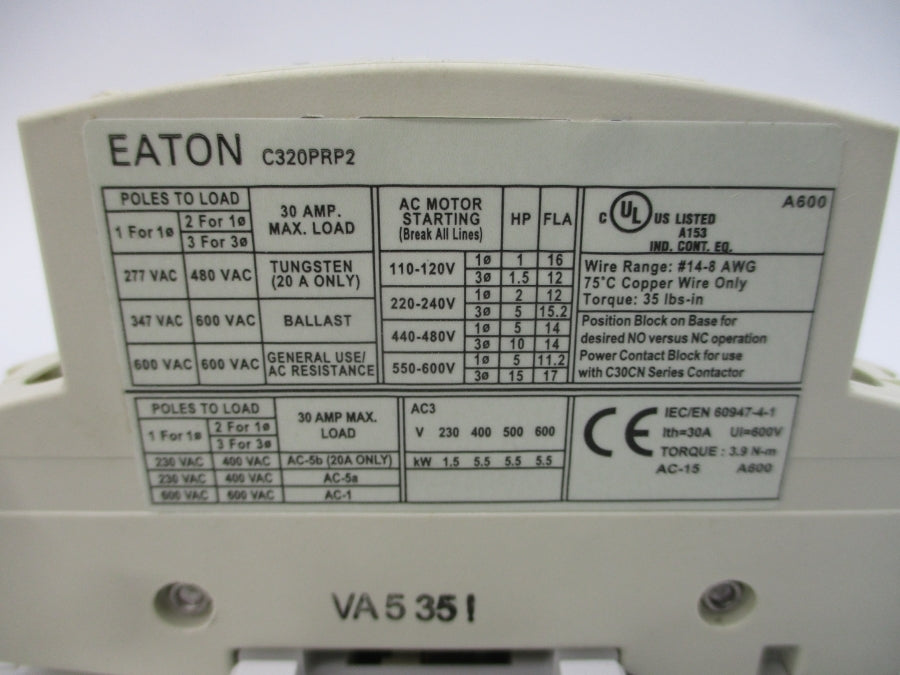 EATON C320PRP2
POLES TO LOAD
1 For 1ø
2 For 1ø
3 For 3ø
30 AMP.
MAX. LOAD
277 VAC 480 VAC TUNGSTEN
(20 A ONLY)
347 VAC 600 VAC BALLAST
600 VAC 600 VAC GENERAL USE/
AC RESISTANCE
AC MOTOR
STARTING
(Break All Lines)
HP FLA
110-120V 1ø 1 16
3ø 1.5 12
220-240V 1ø 2 12
3ø 5 15.2
440-480V 1ø 5 14
3ø 10 14
550-600V 1ø 5 11.2
3ø 15 17
A600
C UL US LISTED
A153
IND. CONT. EQ.
Wire Range: #14-8 AWG
75°C Copper Wire Only
Torque: 35 lbs-in
Position Block on Base for
desired NO versus NC operation
Power Contact Block for use
with C30CN Series Contactor
POLES TO LOAD
1 For 1ø
2 For 1ø
3 For 3ø
30 AMP MAX.
LOAD
230 VAC 400 VAC AC-5b (20A ONLY)
230 VAC 400 VAC AC-5a
600 VAC 600 VAC AC-1
AC3
V 230 400 500 600
kW 1.5 5.5 5.5 5.5
CE IEC/EN 60947-4-1
Ith=30A Ui=600V
TORQUE : 3.9 N-m
AC-15 A600
VA5 35 !